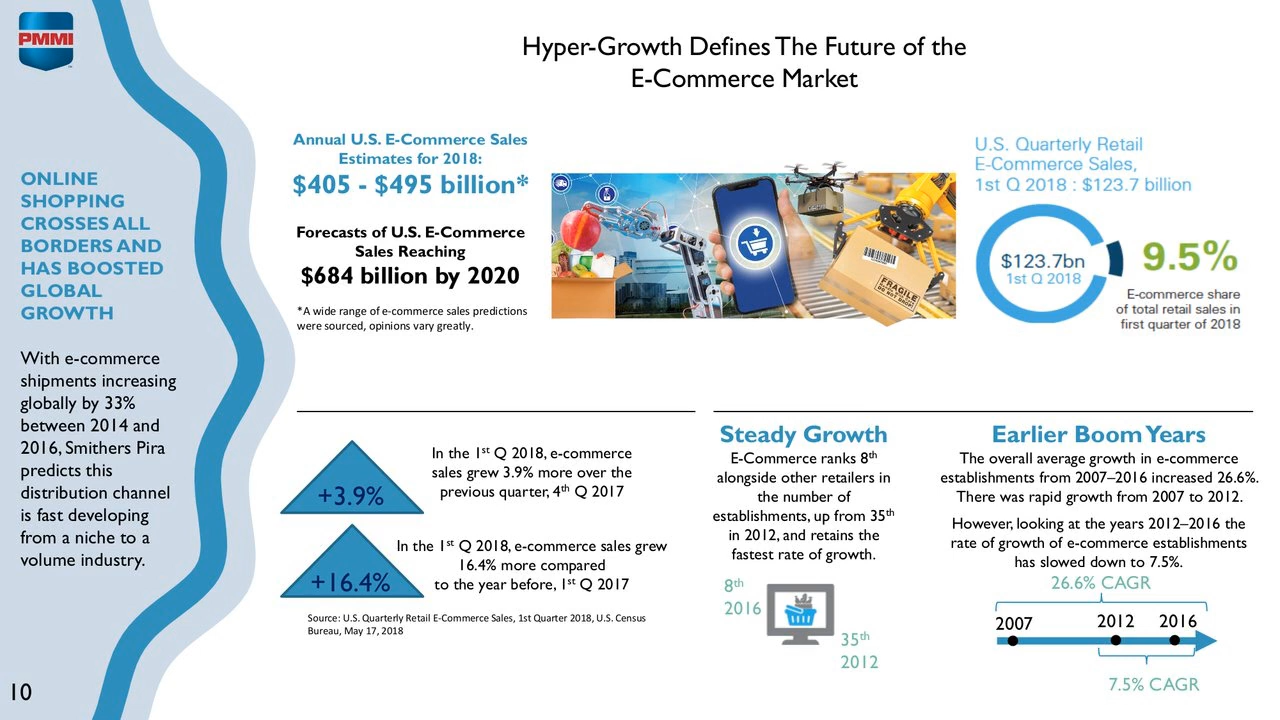 PMMI
Hyper-Growth Defines The Future of the
E-Commerce Market
ONLINE
SHOPPING
CROSSES ALL
BORDERS AND
HAS BOOSTED
GLOBAL
GROWTH
With e-commerce
shipments increasing
globally by 33%
between 2014 and
2016, Smithers Pira
predicts this
distribution channel
is fast developing
from a niche to a
volume industry.
10
Annual U.S. E-Commerce Sales
Estimates for 2018:
$405 - $495 billion*
Forecasts of U.S. E-Commerce
Sales Reaching
$684 billion by 2020
*A wide range of e-commerce sales predictions
were sourced, opinions vary greatly.
FRAGILE
DO NOT DROP!
U.S. Quarterly Retail
E-Commerce Sales,
1st Q 2018 : $123.7 billion
$123.7bn
1st Q 2018
9.5%
E-commerce share
of total retail sales in
first quarter of 2018
+3.9%
In the 1st Q 2018, e-commerce
sales grew 3.9% more over the
previous quarter, 4th Q 2017
+16.4%
In the 1st Q 2018, e-commerce sales grew
16.4% more compared
to the year before, 1st Q 2017
Source: U.S. Quarterly Retail E-Commerce Sales, 1st Quarter 2018, U.S. Census
Bureau, May 17, 2018
Steady Growth
E-Commerce ranks 8th
alongside other retailers in
the number of
establishments, up from 35th
in 2012, and retains the
fastest rate of growth.
8th
2016
35th
2012
Earlier Boom Years
The overall average growth in e-commerce
establishments from 2007–2016 increased 26.6%.
There was rapid growth from 2007 to 2012.
However, looking at the years 2012–2016 the
rate of growth of e-commerce establishments
has slowed down to 7.5%.
26.6% CAGR
2007
2012
2016
7.5% CAGR